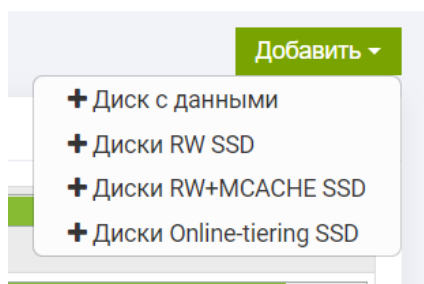 Добавить
Диск с данными
Диски RW SSD
Диски RW+MCACHE SSD
Диски Online-tiering SSD